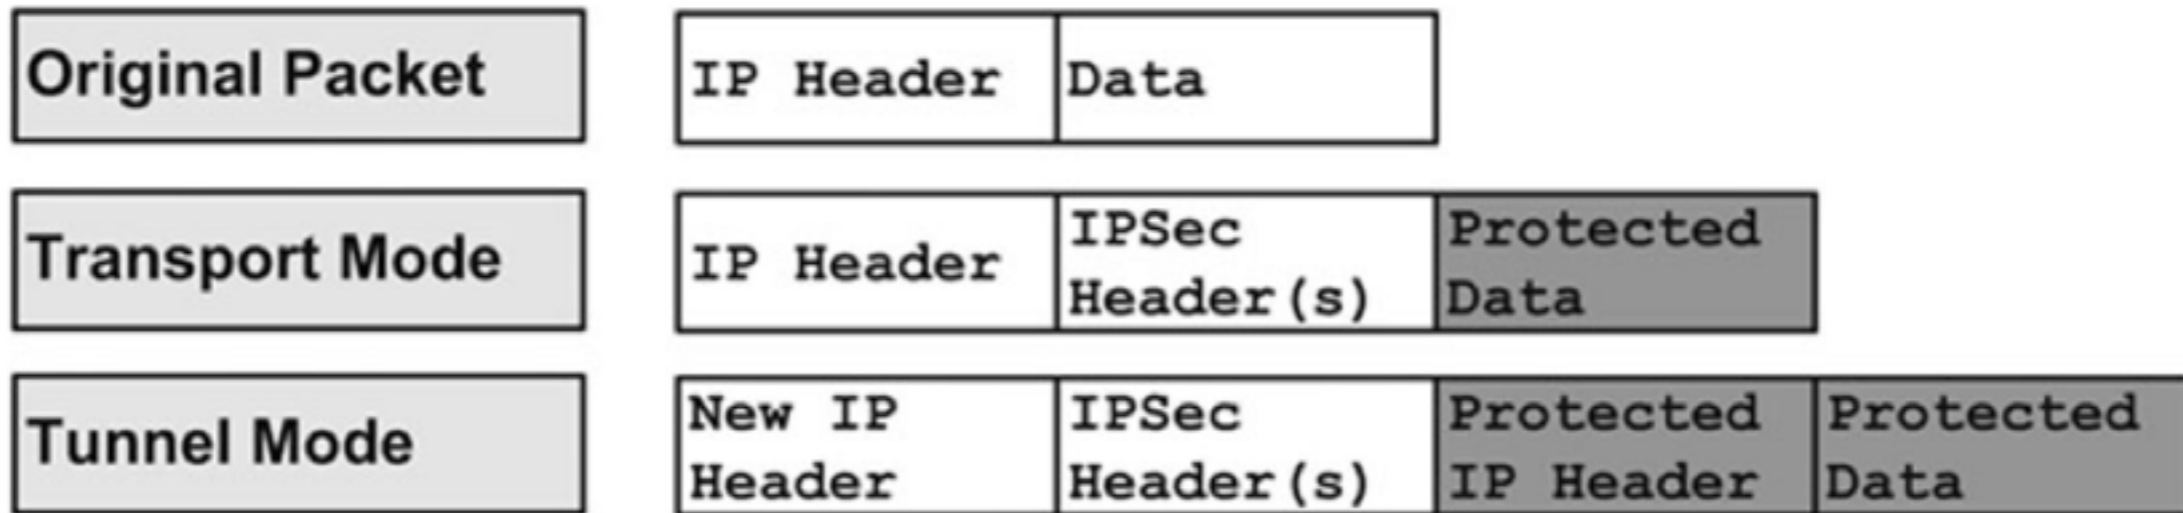 Original Packet
IP Header
Data
Transport Mode
IP Header
IPSec
Header(s)
Protected
Data
Tunnel Mode
New IP
Header
IPSec
Header(s)
Protected
IP Header
Protected
Data